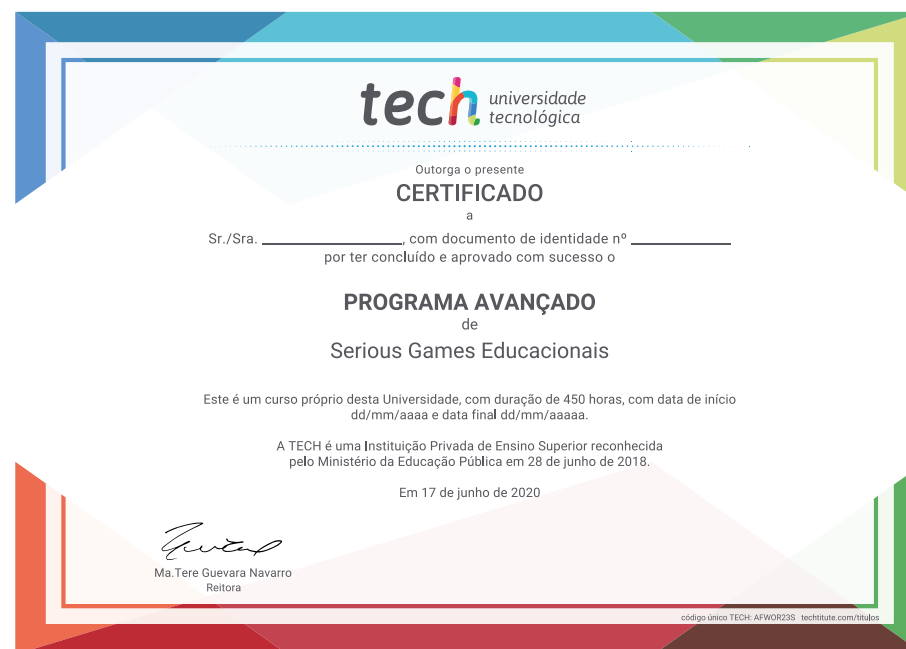 tech universidade
tecnológica
Outorga o presente
CERTIFICADO
a
Sr./Sra. ____________________, com documento de identidade nº ______________
por ter concluído e aprovado com sucesso o
PROGRAMA AVANÇADO
de
Serious Games Educacionais
Este é um curso próprio desta Universidade, com duração de 450 horas, com data de início
dd/mm/aaaa e data final dd/mm/aaaaa.
A TECH é uma Instituição Privada de Ensino Superior reconhecida
pelo Ministério da Educação Pública em 28 de junho de 2018.
Em 17 de junho de 2020
Ma.Tere Guevara Navarro
Reitora
código único TECH: AFWOR23S techtitute.com/titulos